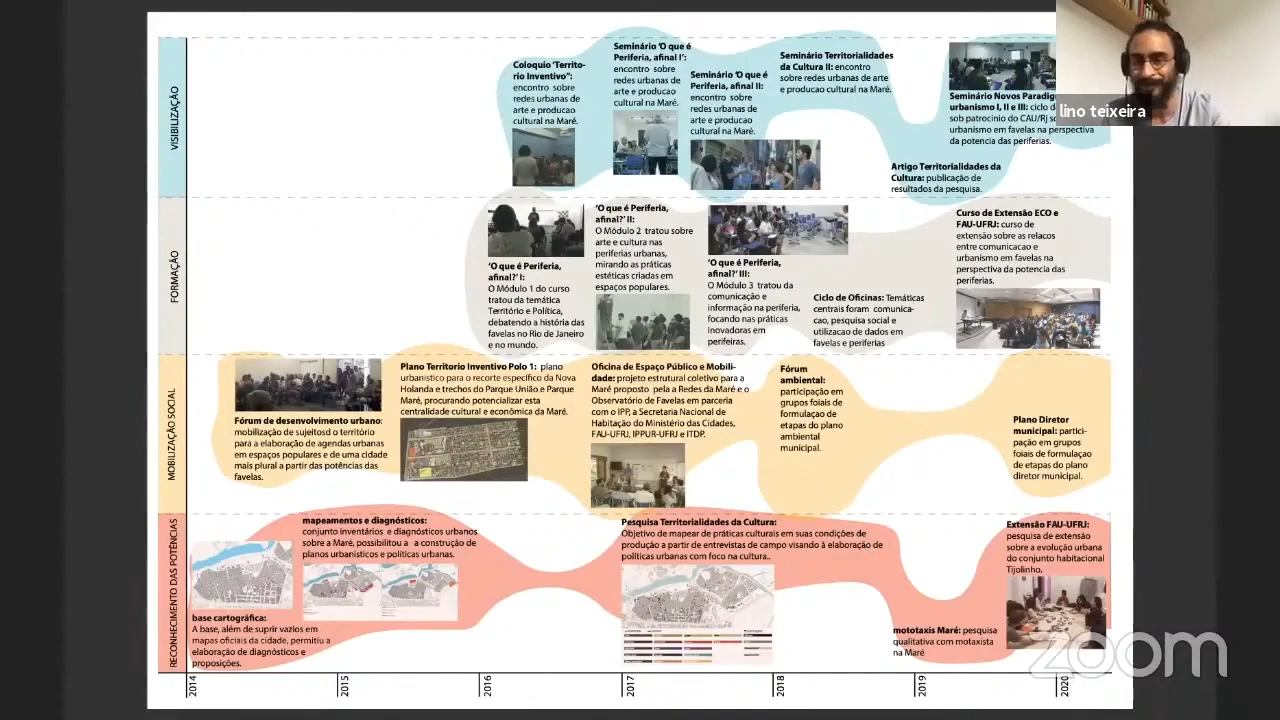 VISIBILIZAÇÃO
Coloquio 'Territo-
rio Inventivo":
encontro sobre
redes urbanas de
arte e producao
cultural na Maré.
Seminário 'O que é
Periferia, afinal I':
encontro sobre
redes urbanas de
arte e producao
cultural na Maré.
Seminário 'O que é
Periferia, afinal II:
encontro sobre
redes urbanas de
arte e producao
cultural na Maré.
Seminário Territorialidades
da Cultura II: encontro
sobre redes urbanas de arte
e producao cultural na Maré.
Seminário Novos Paradig
urbanismo I, II e III: ciclo d
sob patrocinio do CAU/Rj so
urbanismo em favelas na perspectiva
da potencia das periferias.
Artigo Territorialidades da
Cultura: publicação de
resultados da pesquisa.
lino teixeira
FORMAÇÃO
'O que é Periferia,
afinal?' I:
O Módulo 1 do curso
tratou da temática
Território e Política,
debatendo a história das
favelas no Rio de Janeiro
e no mundo.
'O que é Periferia,
afinal?' II:
O Módulo 2 tratou sobre
arte e cultura nas
periferias urbanas,
mirando as práticas
estéticas criadas em
espaços populares.
'O que é Periferia,
afinal?' III:
O Módulo 3 tratou da
comunicação e
informação na periferia,
focando nas práticas
inovadoras em
perifeiras.
Ciclo de Oficinas: Temáticas
centrais foram comunica-
cao, pesquisa social e
utilizacao de dados em
favelas e periferias
Curso de Extensão ECO e
FAU-UFRJ: curso de
extensão sobre as relacos
entre comunicacao e
urbanismo em favelas na
perspectiva da potencia das
periferias.
MOBILIZAÇÃO SOCIAL
Fórum de desenvolvimento urbano:
mobilização de sujeitosd o território
para a elaboração de agendas urbanas
em espaços populares e de uma cidade
mais plural a partir das potências das
favelas.
Plano Territorio Inventivo Polo 1: plano
urbanistico para o recorte específico da Nova
Holanda e trechos do Parque União e Parque
Maré, procurando potencializar esta
centralidade cultural e econômica da Maré.
Oficina de Espaço Público e Mobili-
dade: projeto estrutural coletivo para a
Maré proposto pela a Redes da Maré e o
Observatório de Favelas em parceria
com o IPP, a Secretaria Nacional de
Habitação do Ministério das Cidades,
FAU-UFRJ, IPPUR-UFRJ e ITDP.
Fórum
ambiental:
participação em
grupos foiais de
formulaçao de
etapas do plano
ambiental
municipal.
Plano Diretor
municipal: partici-
pação em grupos
foiais de formulaçao
de etapas do plano
diretor municipal.
RECONHECIMENTO DAS POTÊNCIAS
base cartográfica:
A base, além de suprir vazios em
mapas oficiais da cidade, permitiu a
elaboração de diagnósticos e
proposições.
mapeamentos e diagnósticos:
conjunto inventários e diagnósticos urbanos
sobre a Maré, possibilitou a a construção de
planos urbanísticos e políticas urbanas.
Pesquisa Territorialidades da Cultura:
Objetivo de mapear de práticas culturais em suas condições de
produção a partir de entrevistas de campo visando à elaboração de
políticas urbanas com foco na cultura..
mototaxis Maré: pesquisa
qualitativa com motaxista
na Maré
Extensão FAU-UFRJ:
pesquisa de extensão
sobre a evolução urbana
do conjunto habitacional
Tijolinho.
zoom
2014
2015
2016
2017
2018
2019
2020